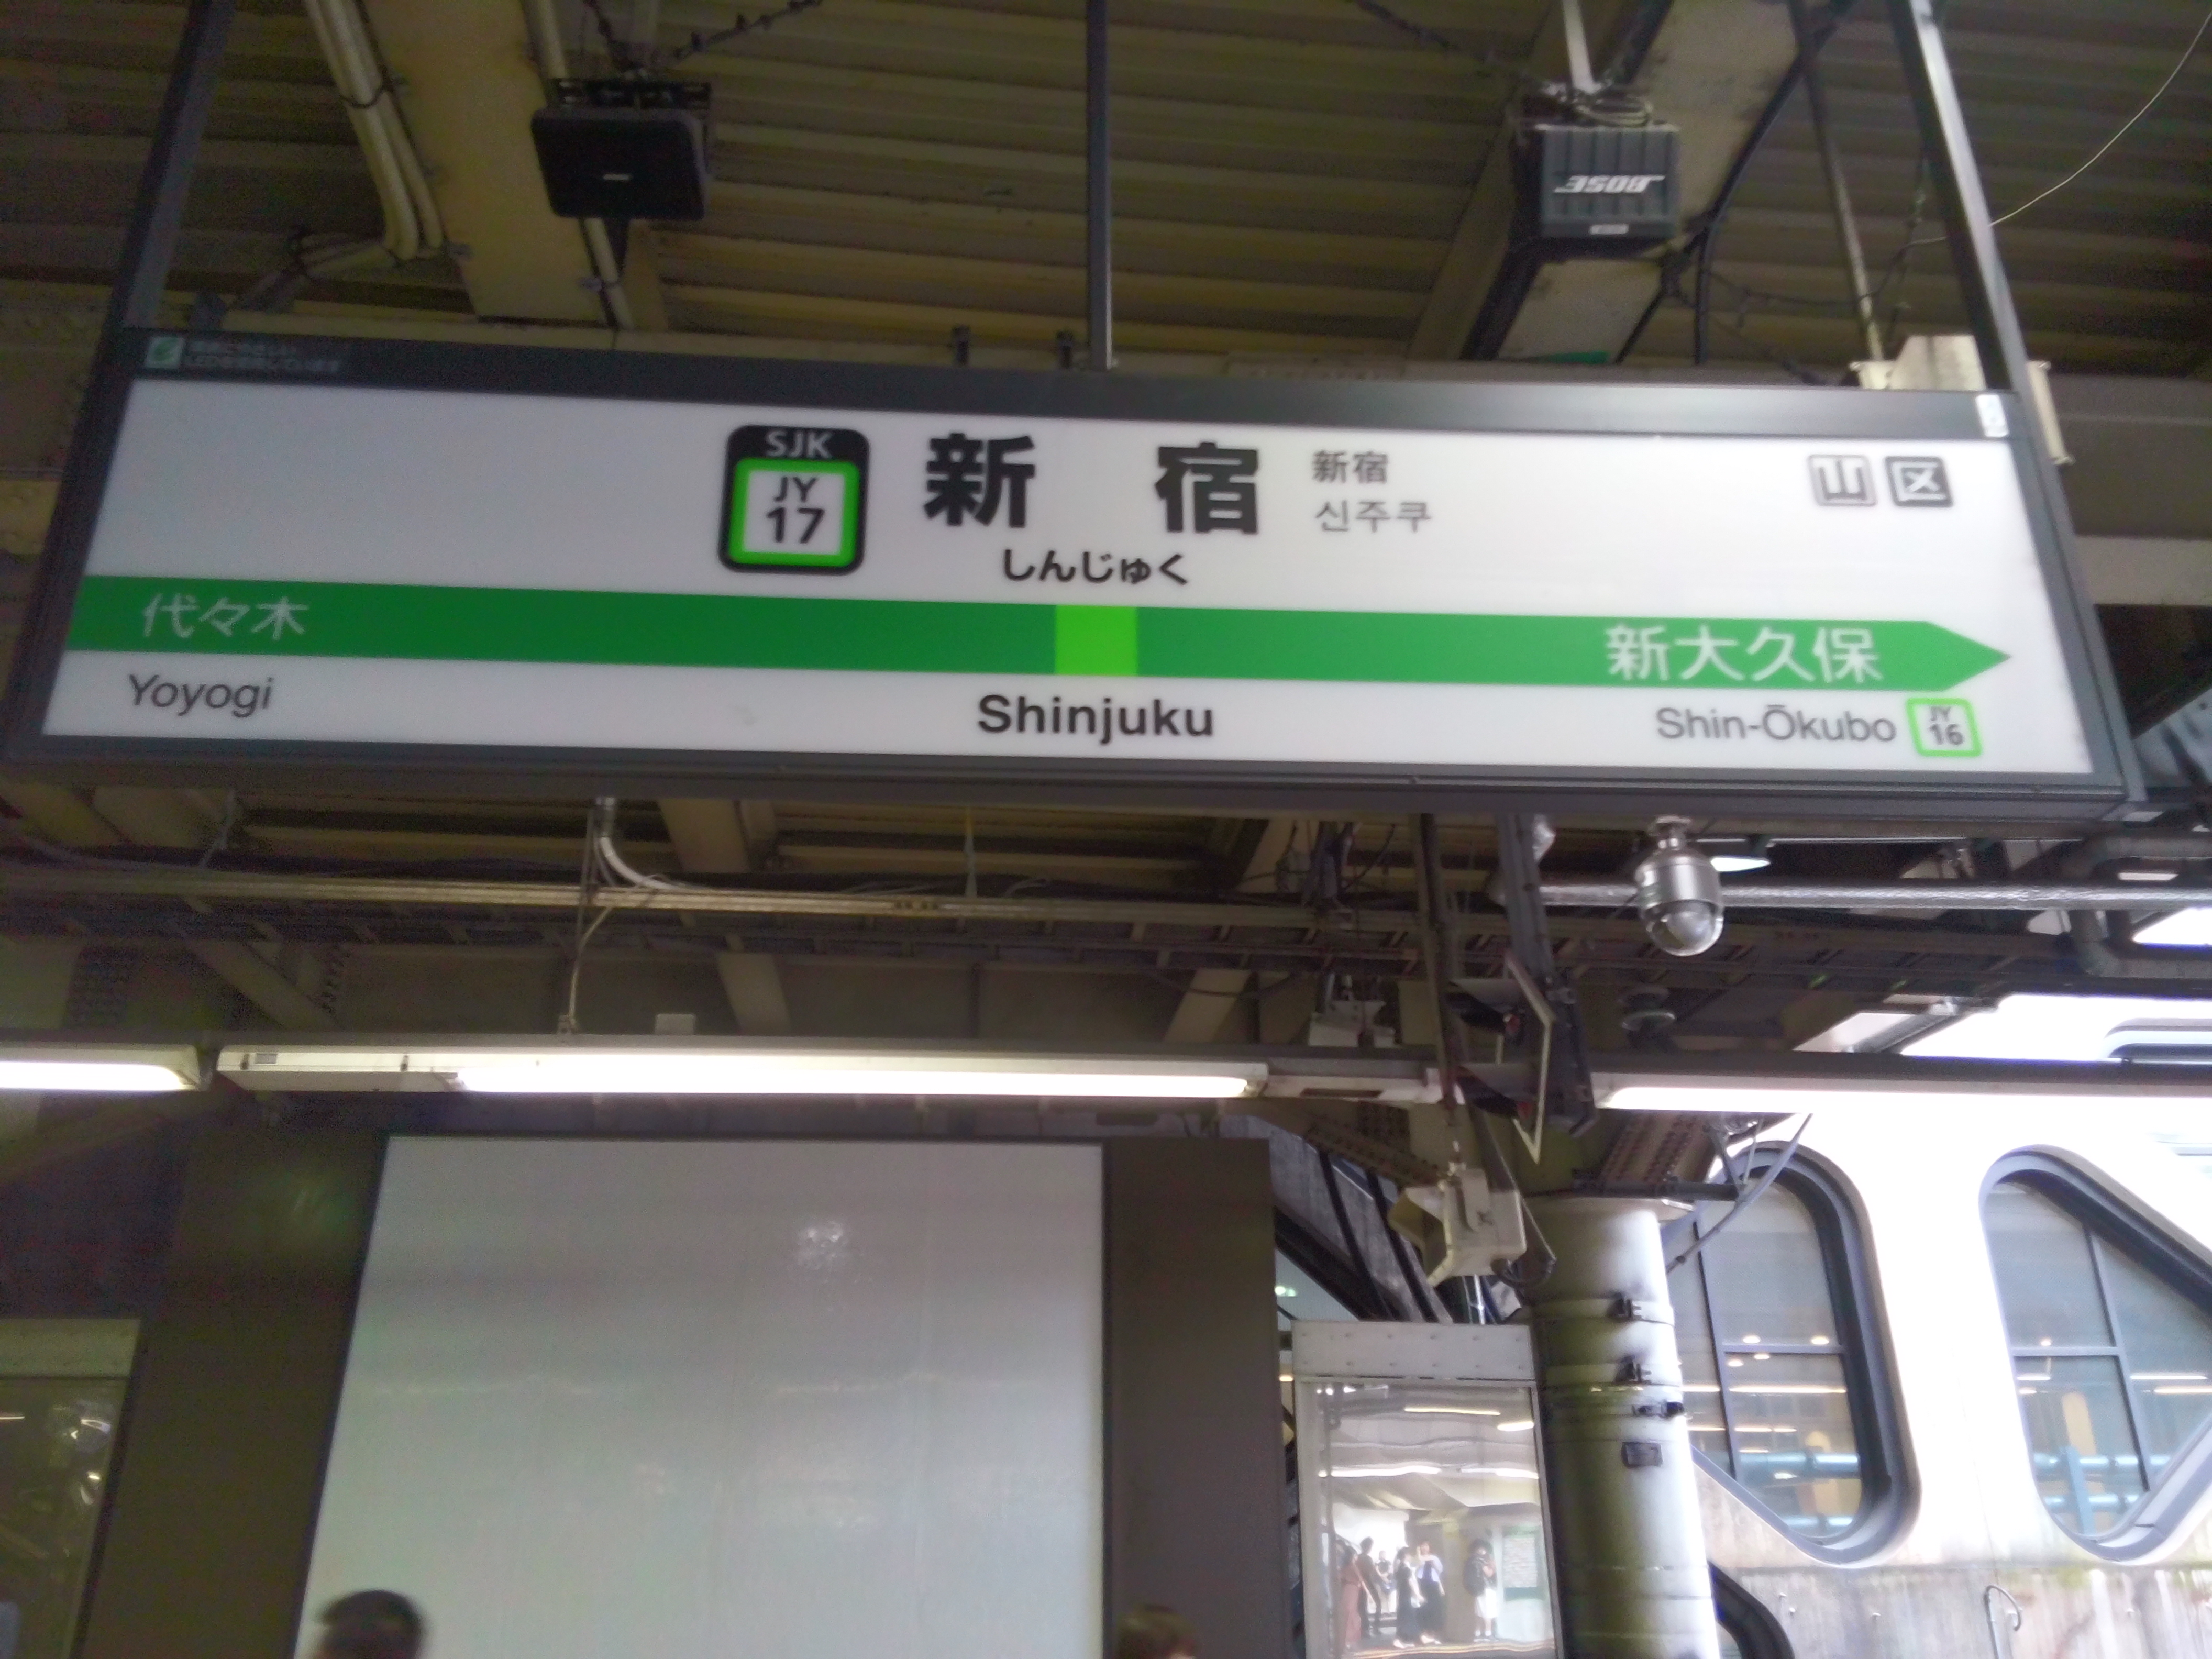 BOSE
SJK
JY
17
新宿
しんじゅく
新宿
신주쿠
山 区
代々木
新大久保
Yoyogi
Shinjuku
Shin-Ōkubo
JY
16